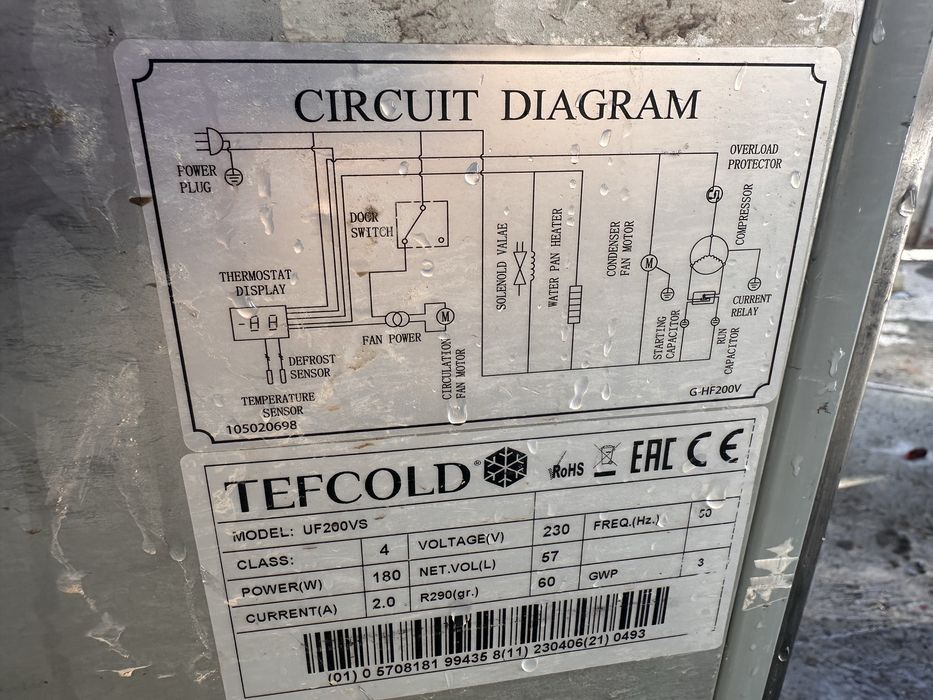 CIRCUIT DIAGRAM
POWER
PLUG
DOOR
SWITCH
THERMOSTAT
DISPLAY
DEFROST
SENSOR
TEMPERATURE
SENSOR
105020698
FAN POWER
M
CIRCULATION
FAN MOTOR
SOLENOLD VALAE
WATER PAN HEATER
CONDENSER
FAN MOTOR
M
STARTING
CAPACITOR
OVERLOAD
PROTECTOR
COMPRESSOR
CURRENT
RELAY
RUN
CAPACITOR
G-HF200V
TEFCOLD® RoHS EAC CE
MODEL: UF200VS
CLASS: 4 VOLTAGE(V) 230 FREQ.(Hz.) 50
POWER(W) 180 NET.VOL(L) 57 GWP 3
CURRENT(A) 2.0 R290(gr.) 60
(01) 0 5708181 99435 8(11) 230406(21) 0493